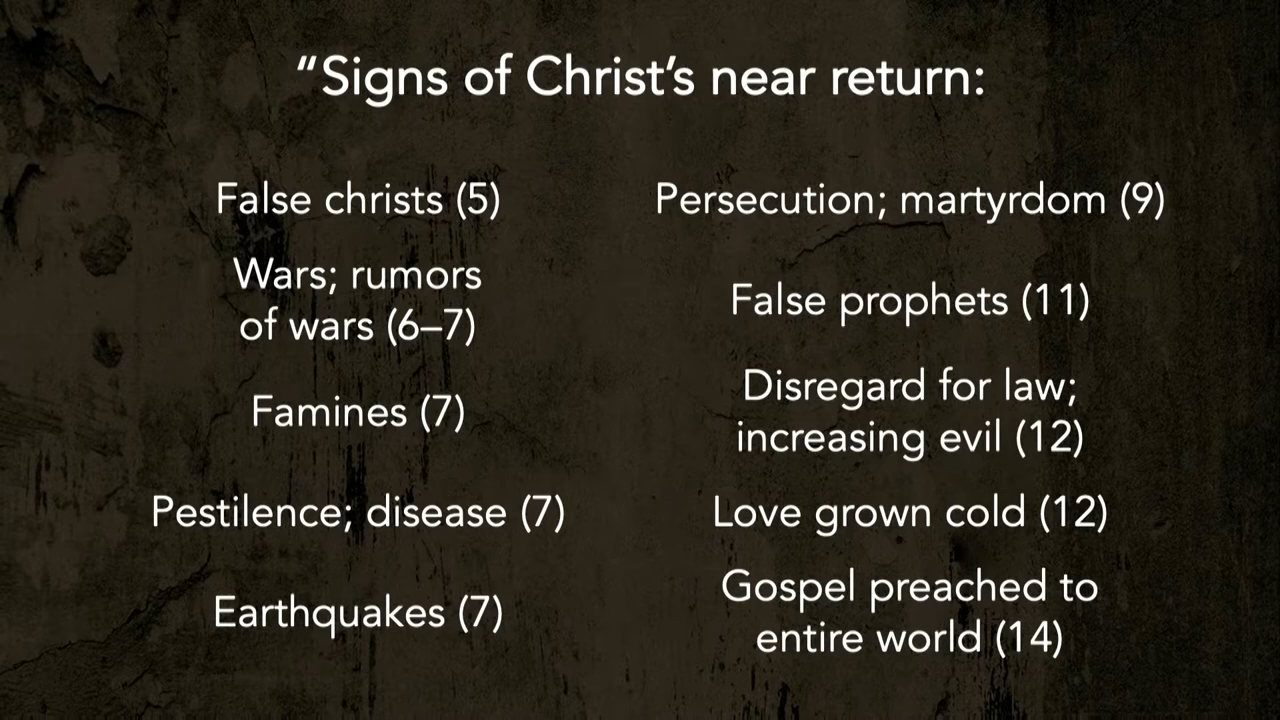 “Signs of Christ’s near return:
False christs (5)
Wars; rumors
of wars (6–7)
Famines (7)
Pestilence; disease (7)
Earthquakes (7)
Persecution; martyrdom (9)
False prophets (11)
Disregard for law;
increasing evil (12)
Love grown cold (12)
Gospel preached to
entire world (14)